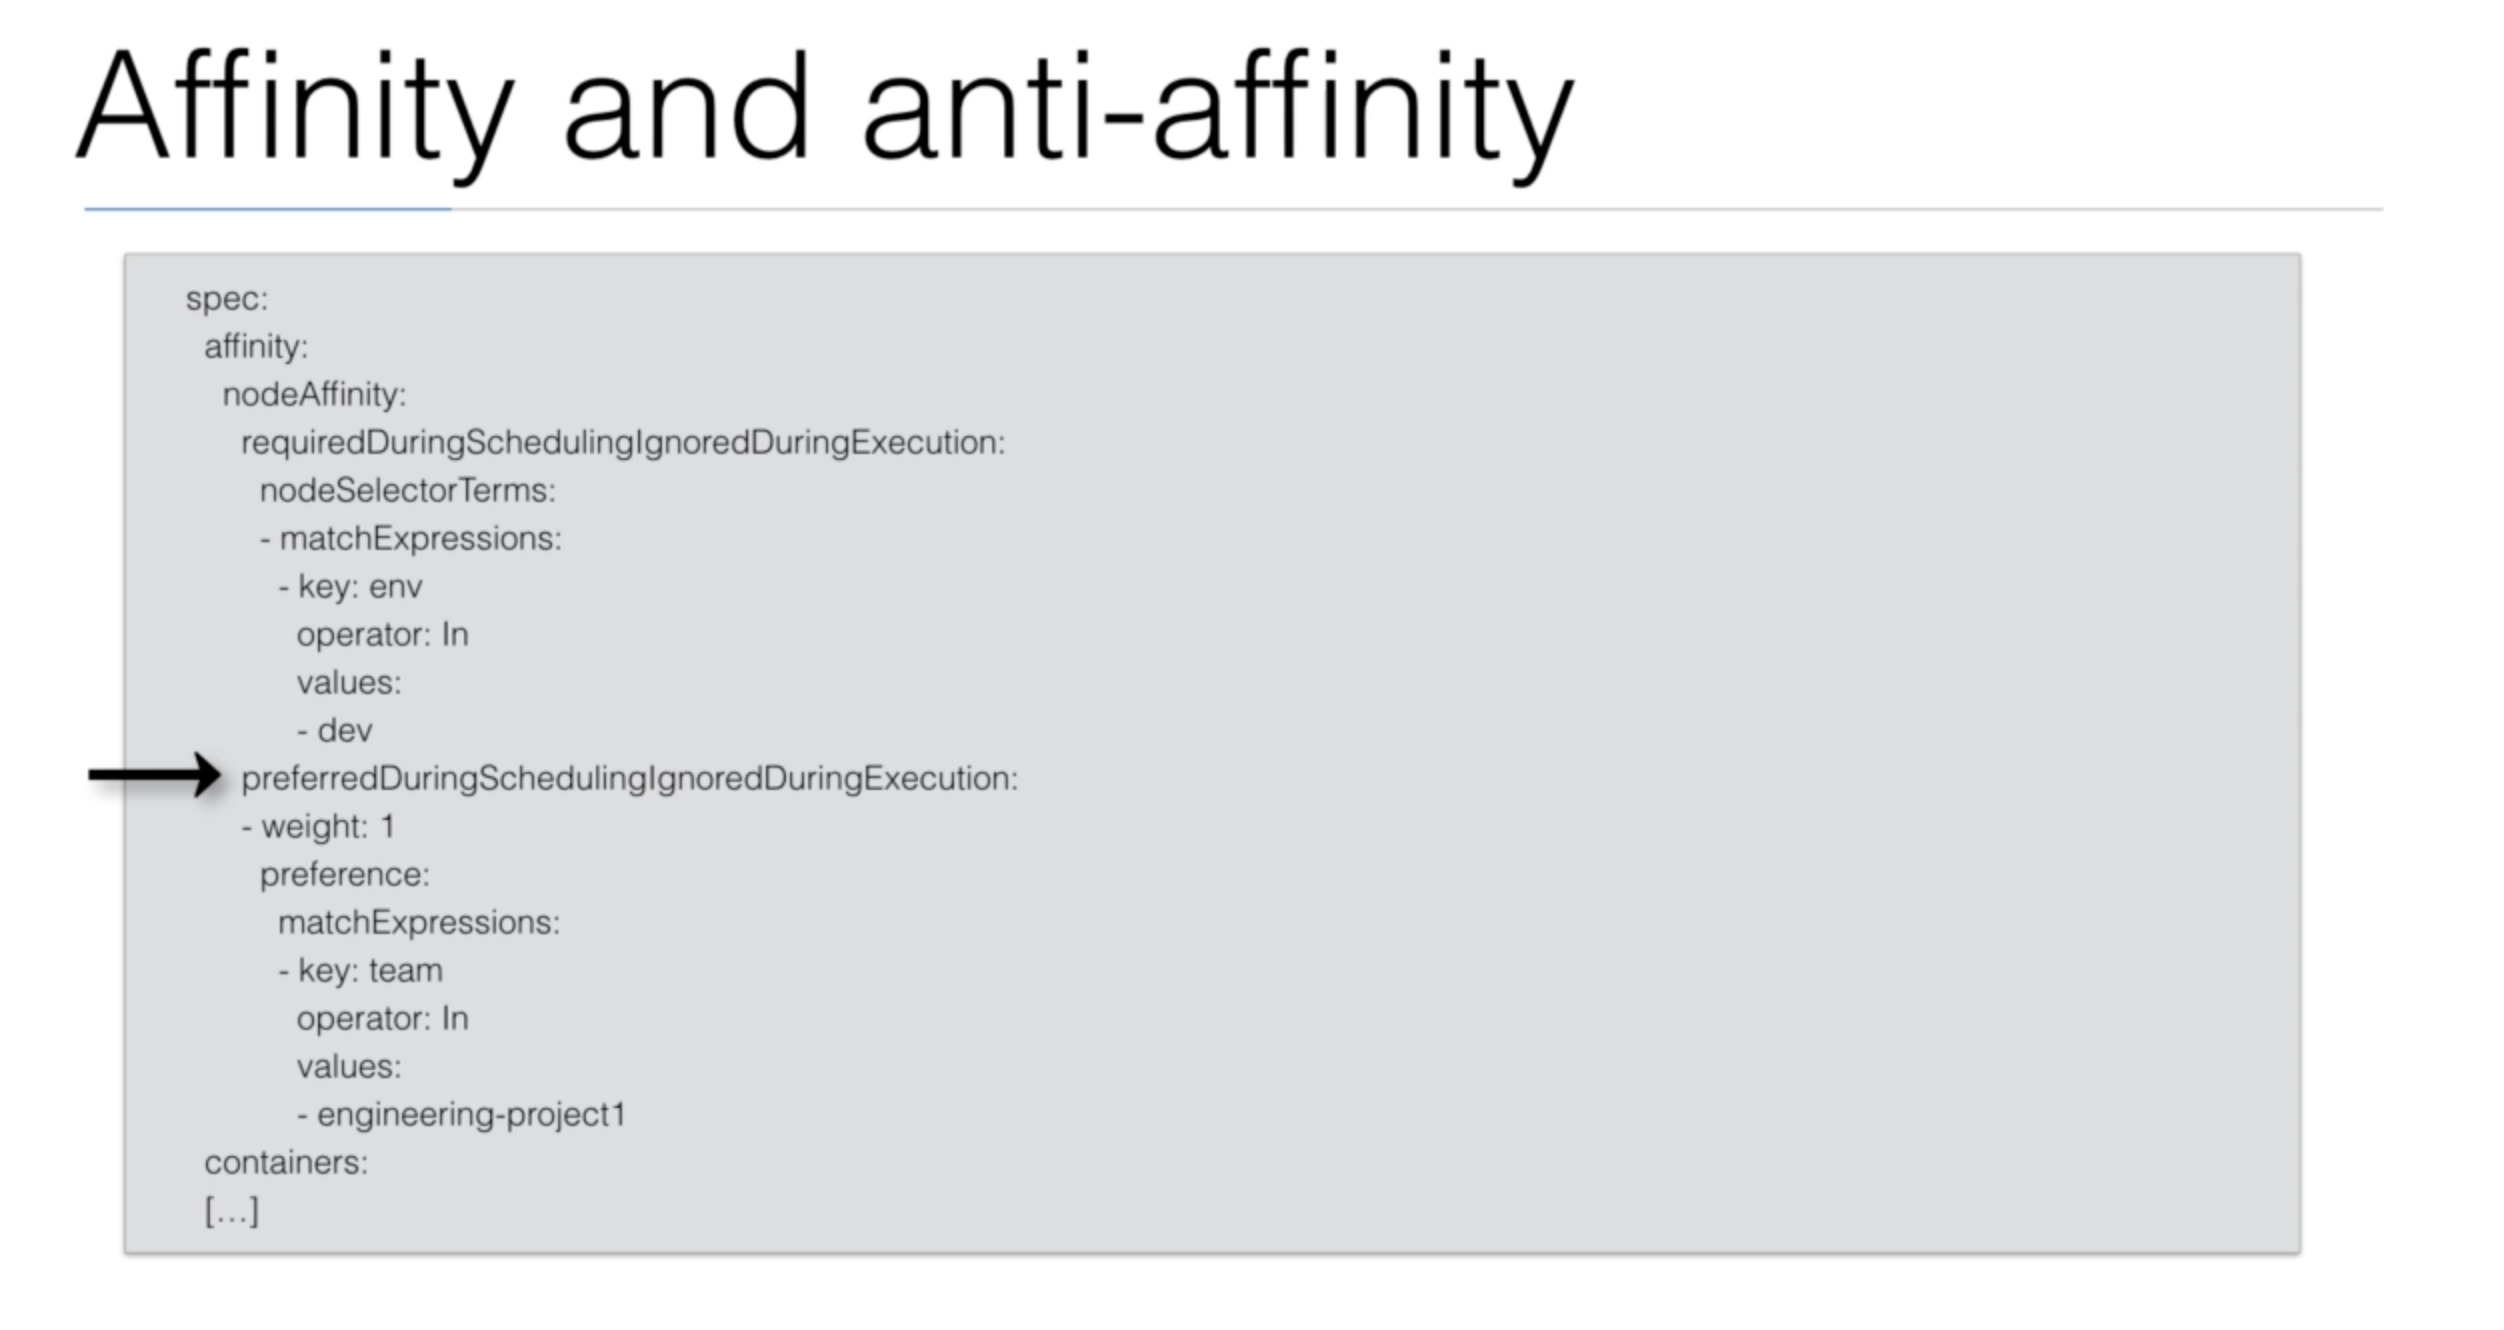 Affinity and anti-affinity
spec:
affinity:
nodeAffinity:
requiredDuringSchedulingIgnoredDuringExecution:
nodeSelectorTerms:
- matchExpressions:
- key: env
operator: In
values:
- dev
preferredDuringSchedulingIgnoredDuringExecution:
- weight: 1
preference:
matchExpressions:
- key: team
operator: In
values:
- engineering-project1
containers:
[...]